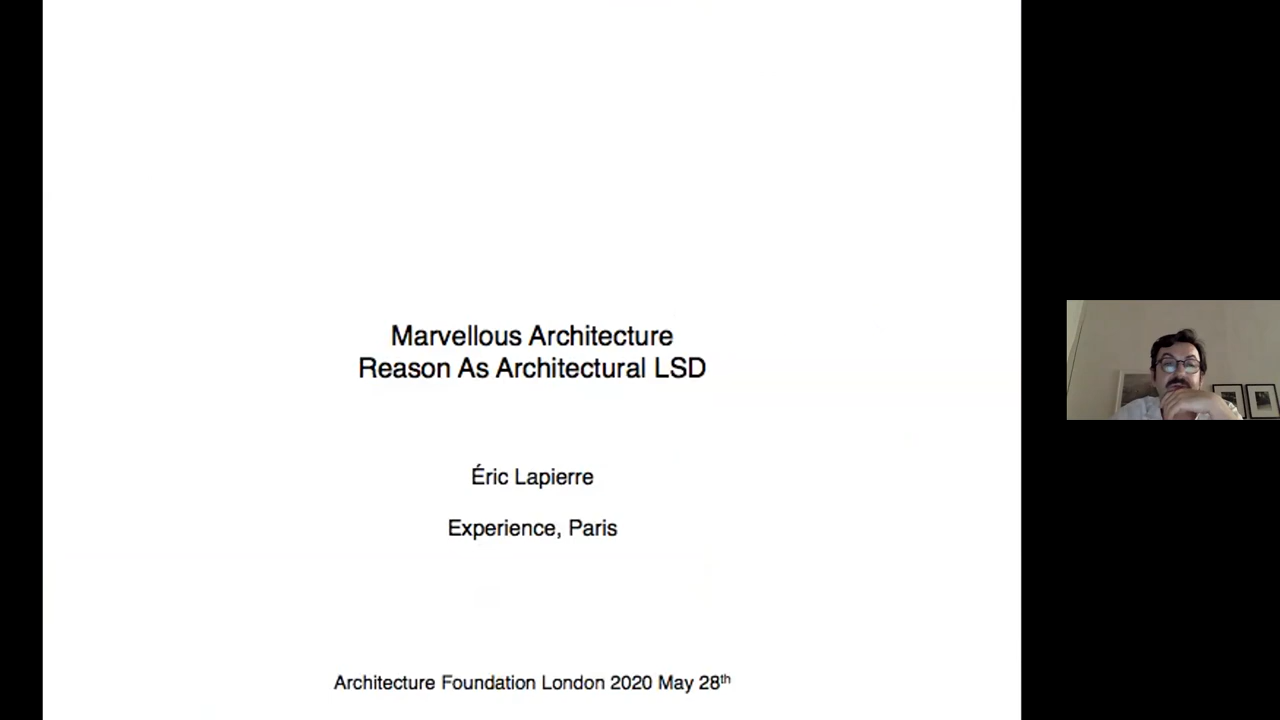 Marvellous Architecture
Reason As Architectural LSD
Éric Lapierre
Experience, Paris
Architecture Foundation London 2020 May 28th